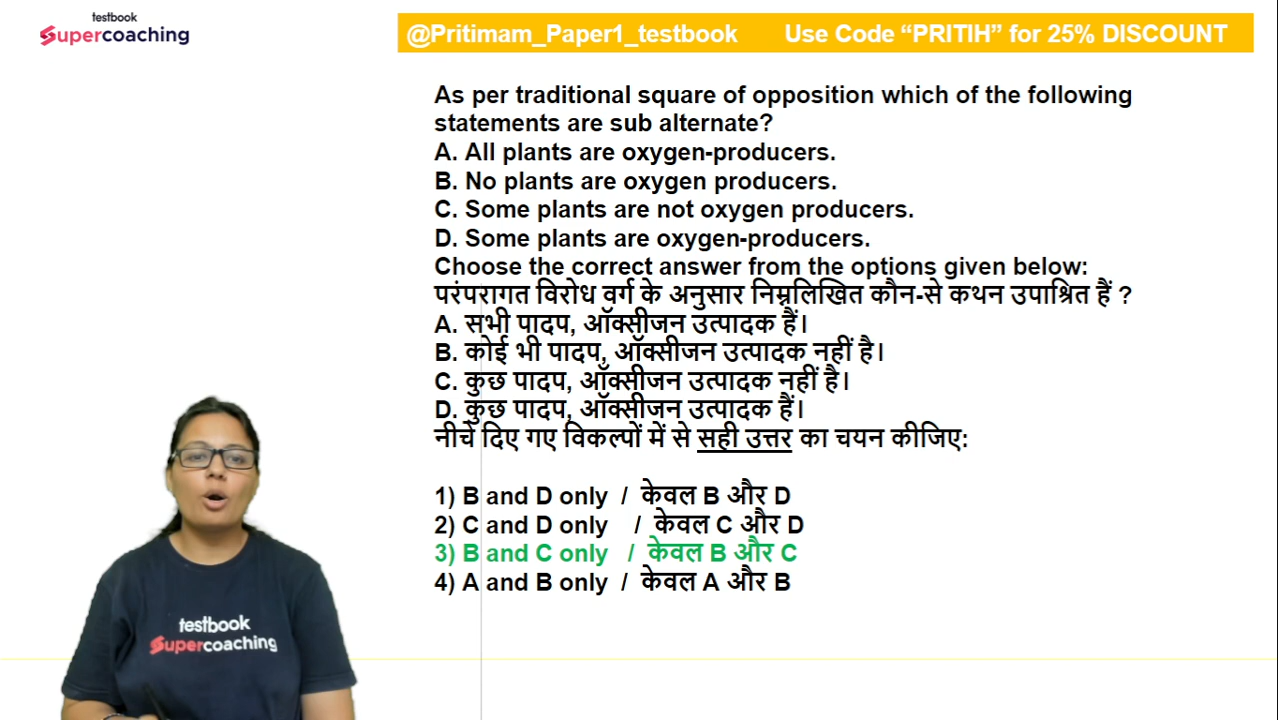 testbook
Supercoaching
@Pritimam_Paper1_testbook Use Code “PRITIH” for 25% DISCOUNT
As per traditional square of opposition which of the following
statements are sub alternate?
A. All plants are oxygen-producers.
B. No plants are oxygen producers.
C. Some plants are not oxygen producers.
D. Some plants are oxygen-producers.
Choose the correct answer from the options given below:
परंपरागत विरोध वर्ग के अनुसार निम्नलिखित कौन-से कथन उपाश्रित हैं ?
A. सभी पादप, ऑक्सीजन उत्पादक हैं।
B. कोई भी पादप, ऑक्सीजन उत्पादक नहीं है।
C. कुछ पादप, ऑक्सीजन उत्पादक नहीं है।
D. कुछ पादप, ऑक्सीजन उत्पादक हैं।
नीचे दिए गए विकल्पों में से सही उत्तर का चयन कीजिए:
1) B and D only / केवल B और D
2) C and D only / केवल C और D
3) B and C only / केवल B और C
4) A and B only / केवल A और B
testbook
Supercoaching